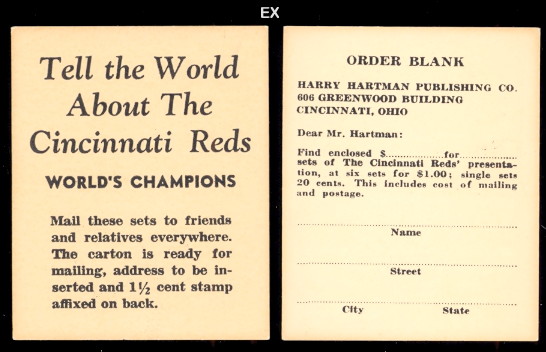 EX
Tell the World
About The
Cincinnati Reds
WORLD'S CHAMPIONS
Mail these sets to friends
and relatives everywhere.
The carton is ready for
mailing, address to be in-
serted and 1½ cent stamp
affixed on back.
ORDER BLANK
HARRY HARTMAN PUBLISHING CO.
606 GREENWOOD BUILDING
CINCINNATI, OHIO
Dear Mr. Hartman:
Find enclosed $....................for....................
sets of The Cincinnati Reds' presenta-
tion, at six sets for $1.00; single sets
20 cents. This includes cost of mailing
and postage.
Name
Street
City State